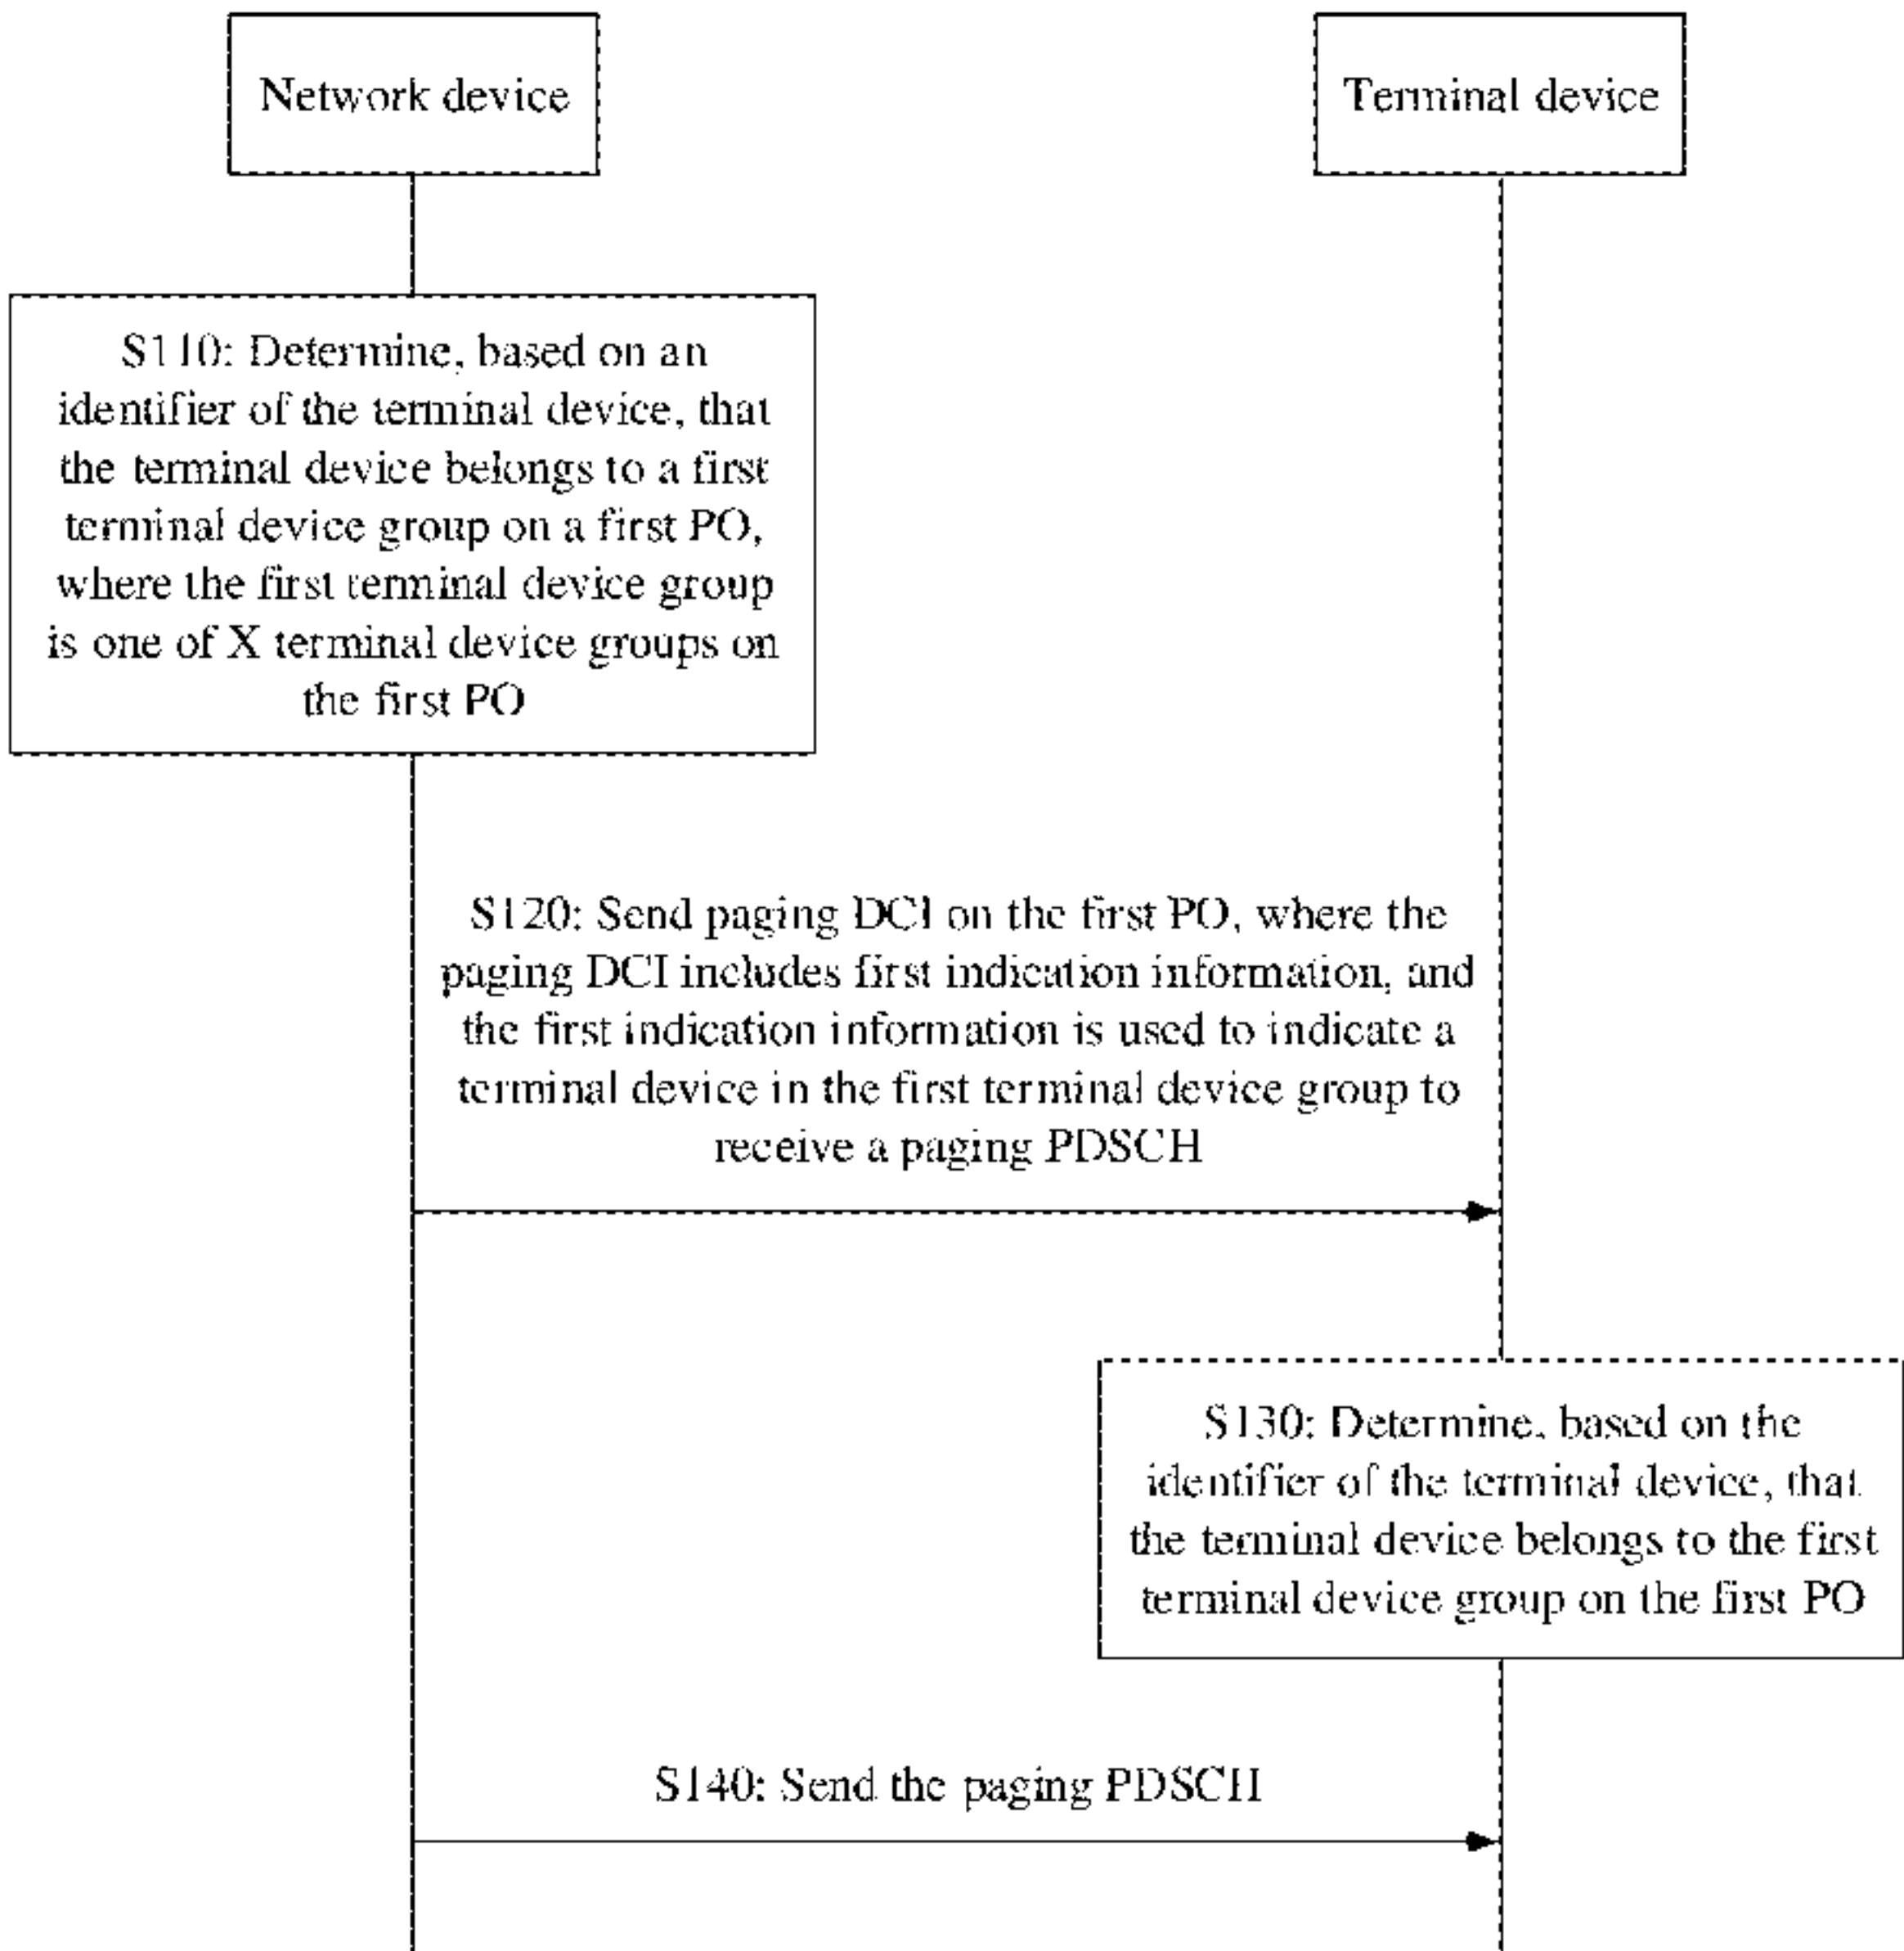 Network device
Terminal device
S110: Determine, based on an
identifier of the terminal device, that
the terminal device belongs to a first
terminal device group on a first PO,
where the first terminal device group
is one of X terminal device groups on
the first PO
S120: Send paging DCI on the first PO, where the
paging DCI includes first indication information, and
the first indication information is used to indicate a
terminal device in the first terminal device group to
receive a paging PDSCH
S130: Determine, based on the
identifier of the terminal device, that
the terminal device belongs to the first
terminal device group on the first PO
S140: Send the paging PDSCH